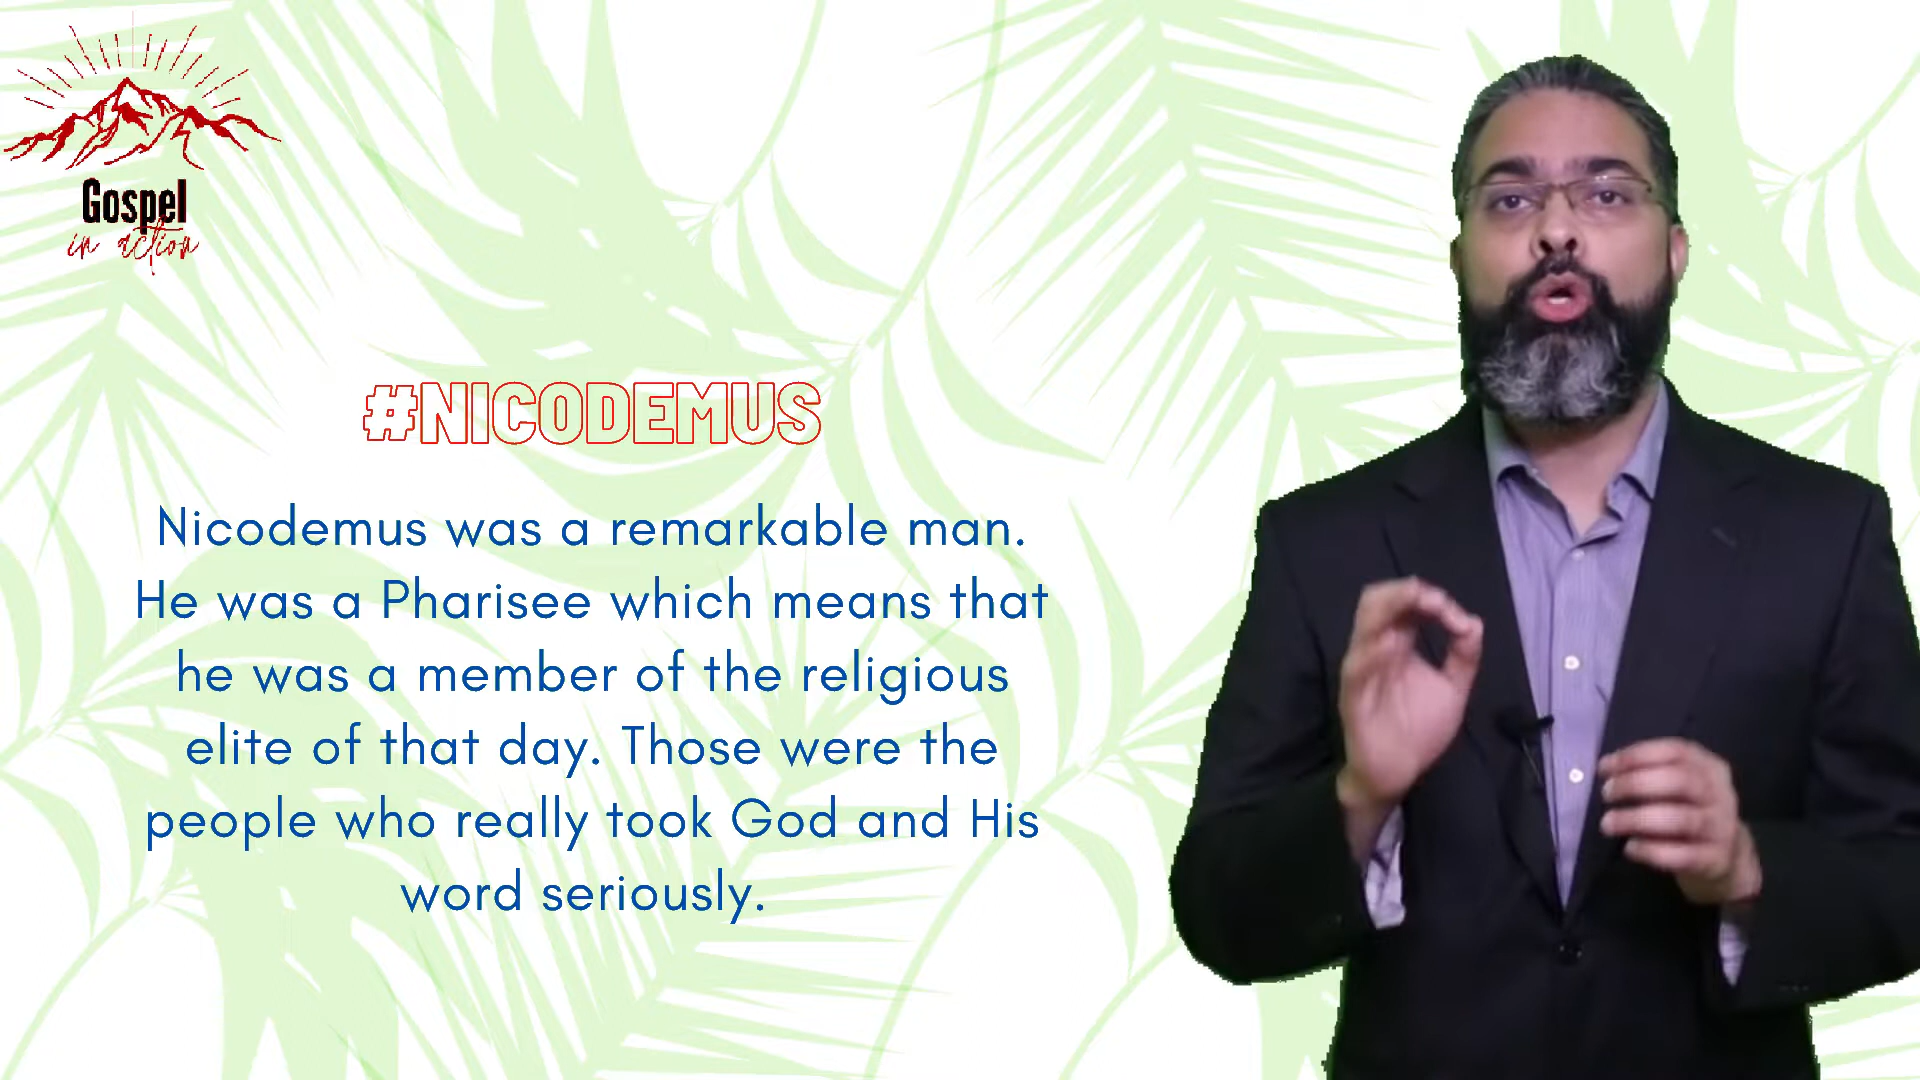 Gospel
in action
#NICODEMUS
Nicodemus was a remarkable man.
He was a Pharisee which means that
he was a member of the religious
elite of that day. Those were the
people who really took God and His
word seriously.